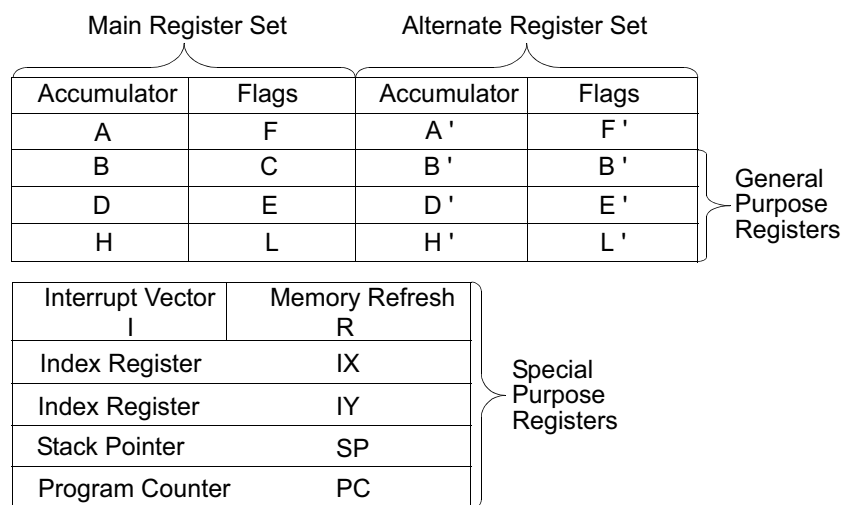 Main Register Set Alternate Register Set
Accumulator Flags Accumulator Flags
A F A ' F '
B C B ' B '
D E D ' E '
H L H ' L '
General
Purpose
Registers
Interrupt Vector Memory Refresh
I R
Index Register IX
Index Register IY
Stack Pointer SP
Program Counter PC
Special
Purpose
Registers